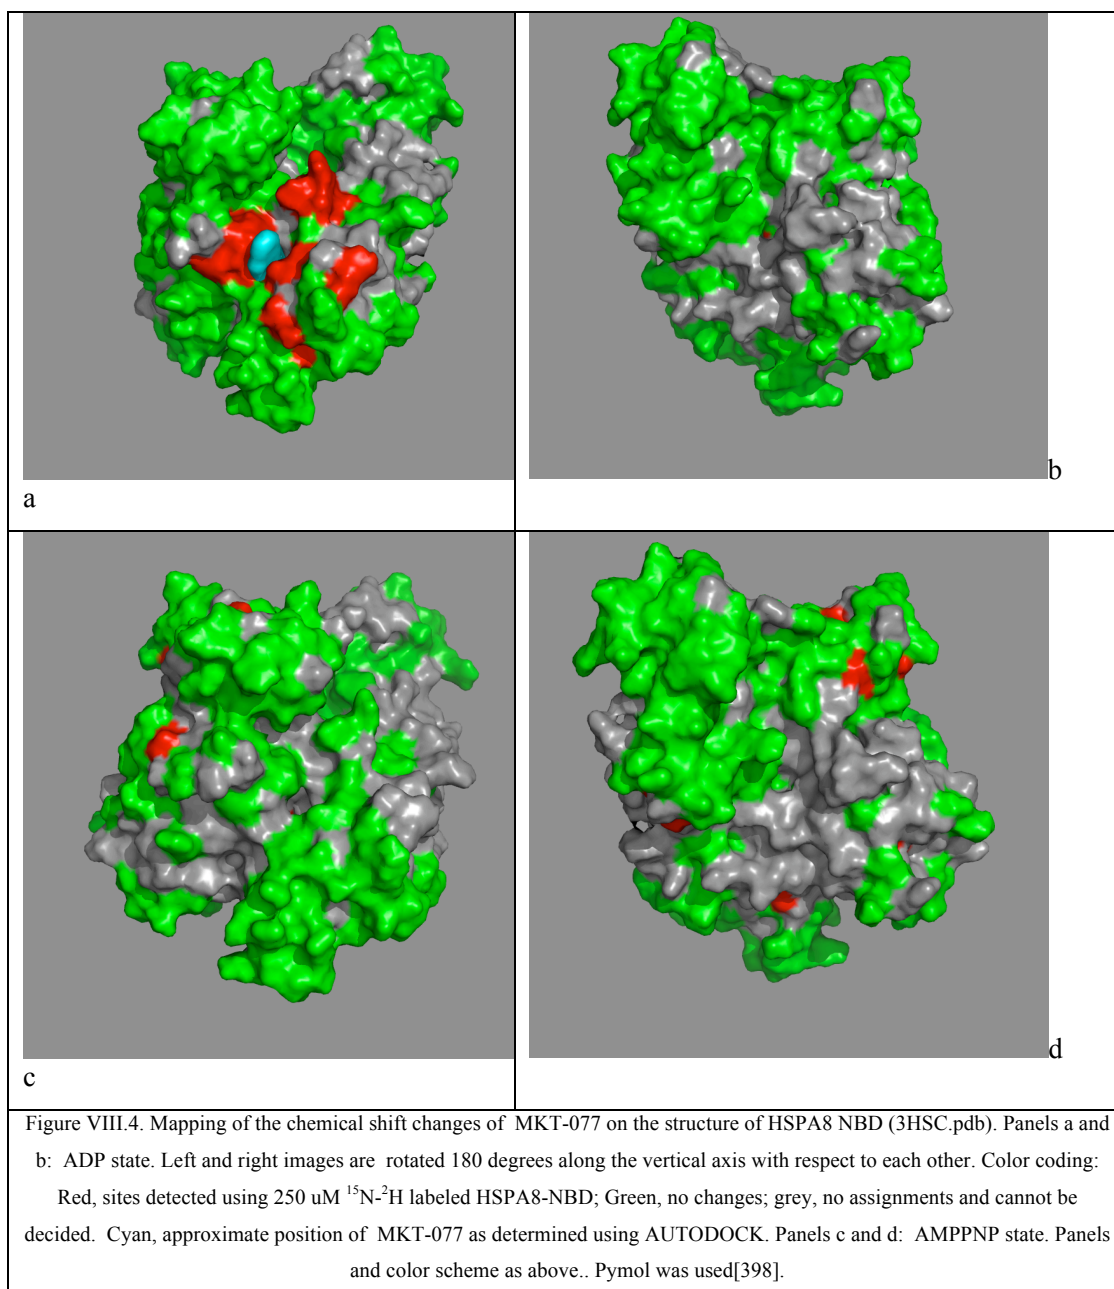 a
b
c
d
Figure VIII.4. Mapping of the chemical shift changes of MKT-077 on the structure of HSPA8 NBD (3HSC.pdb). Panels a and
b: ADP state. Left and right images are rotated 180 degrees along the vertical axis with respect to each other. Color coding:
Red, sites detected using 250 uM ¹⁵N-²H labeled HSPA8-NBD; Green, no changes; grey, no assignments and cannot be
decided. Cyan, approximate position of MKT-077 as determined using AUTODOCK. Panels c and d: AMPPNP state. Panels
and color scheme as above.. Pymol was used[398].